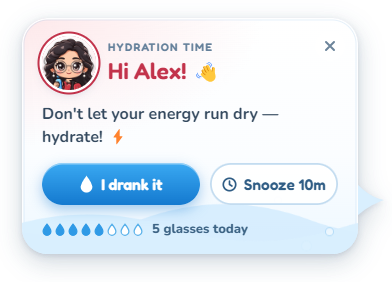 HYDRATION TIME
Hi Alex! 👋
Don't let your energy run dry —
hydrate! ⚡
I drank it
Snooze 10m
5 glasses today